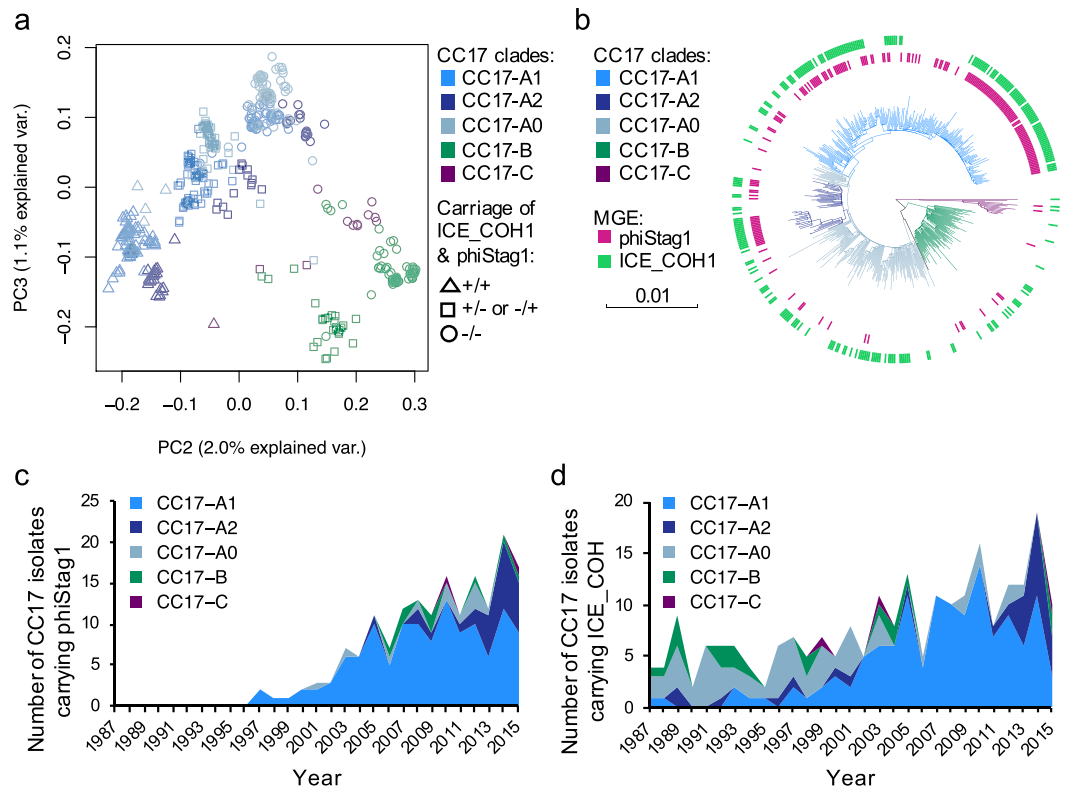 a
0.2
0.1
0.0
−0.1
−0.2
PC3 (1.1% explained var.)
−0.2
−0.1
0.0
0.1
0.2
0.3
PC2 (2.0% explained var.)
CC17 clades:
CC17-A1
CC17-A2
CC17-A0
CC17-B
CC17-C
Carriage of
ICE_COH1
& phiStag1:
+/+
+/- or -/+
-/-
b
CC17 clades:
CC17-A1
CC17-A2
CC17-A0
CC17-B
CC17-C
MGE:
phiStag1
ICE_COH1
0.01
c
Number of CC17 isolates
carrying phiStag1
25
20
15
10
5
0
CC17−A1
CC17−A2
CC17−A0
CC17−B
CC17−C
1987
1989
1991
1993
1995
1997
1999
2001
2003
2005
2007
2009
2011
2013
2015
Year
d
Number of CC17 isolates
carrying ICE_COH
20
15
10
5
0
CC17−A1
CC17−A2
CC17−A0
CC17−B
CC17−C
1987
1989
1991
1993
1995
1997
1999
2001
2003
2005
2007
2009
2011
2013
2015
Year